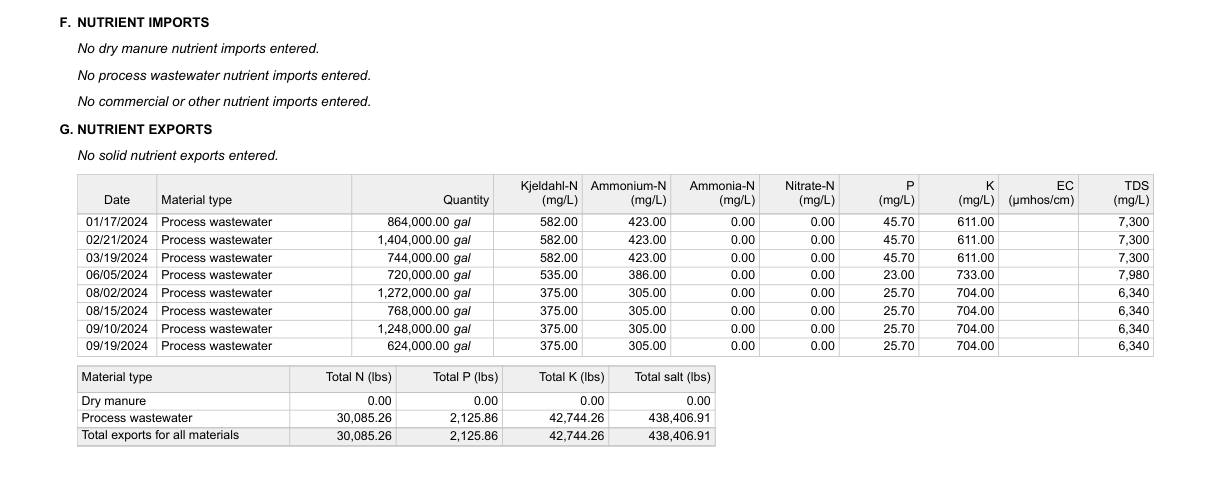 F. NUTRIENT IMPORTS
No dry manure nutrient imports entered.
No process wastewater nutrient imports entered.
No commercial or other nutrient imports entered.
G. NUTRIENT EXPORTS
No solid nutrient exports entered.
Date Material type Quantity Kjeldahl-N (mg/L) Ammonium-N (mg/L) Ammonia-N (mg/L) Nitrate-N (mg/L) P (mg/L) K (mg/L) EC (µmhos/cm) TDS (mg/L)
01/17/2024 Process wastewater 864,000.00 gal 582.00 423.00 0.00 0.00 45.70 611.00 7,300
02/21/2024 Process wastewater 1,404,000.00 gal 582.00 423.00 0.00 0.00 45.70 611.00 7,300
03/19/2024 Process wastewater 744,000.00 gal 582.00 423.00 0.00 0.00 45.70 611.00 7,300
06/05/2024 Process wastewater 720,000.00 gal 535.00 386.00 0.00 0.00 23.00 733.00 7,980
08/02/2024 Process wastewater 1,272,000.00 gal 375.00 305.00 0.00 0.00 25.70 704.00 6,340
08/15/2024 Process wastewater 768,000.00 gal 375.00 305.00 0.00 0.00 25.70 704.00 6,340
09/10/2024 Process wastewater 1,248,000.00 gal 375.00 305.00 0.00 0.00 25.70 704.00 6,340
09/19/2024 Process wastewater 624,000.00 gal 375.00 305.00 0.00 0.00 25.70 704.00 6,340
Material type Total N (lbs) Total P (lbs) Total K (lbs) Total salt (lbs)
Dry manure 0.00 0.00 0.00 0.00
Process wastewater 30,085.26 2,125.86 42,744.26 438,406.91
Total exports for all materials 30,085.26 2,125.86 42,744.26 438,406.91